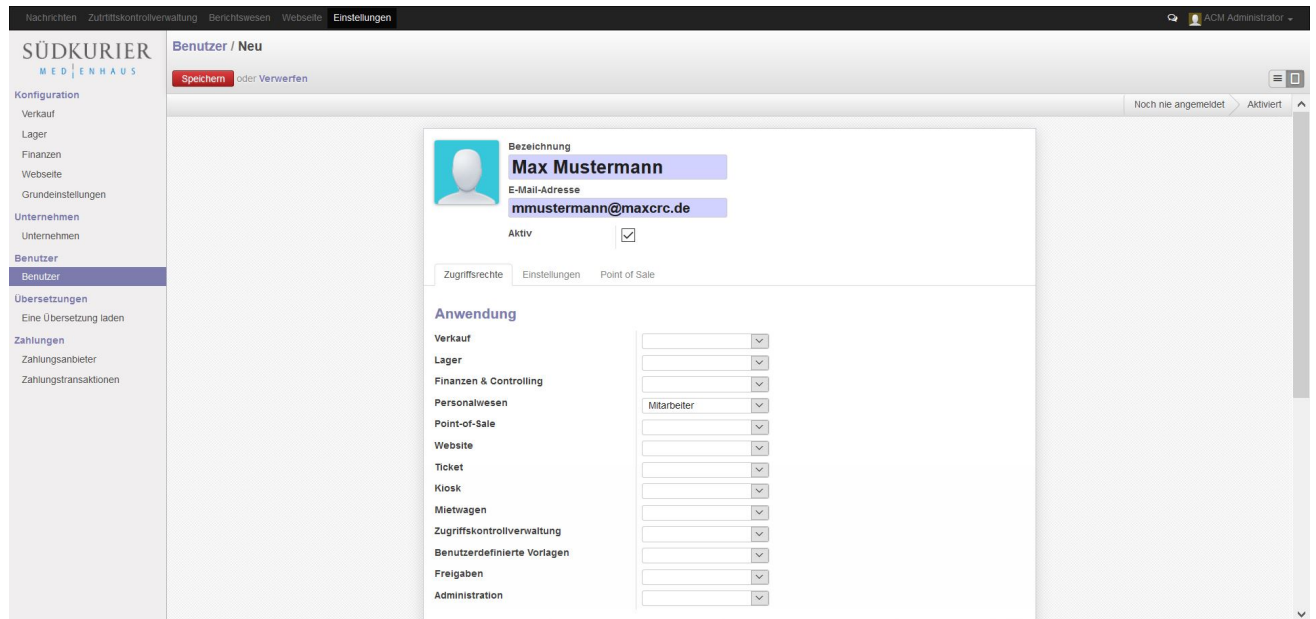 Nachrichten Zutrtittskontrollverwaltung Berichtswesen Webseite Einstellungen ACM Administrator
SÜDKURIER
MEDIENHAUS
Benutzer / Neu
Speichern oder Verwerfen
Noch nie angemeldet Aktiviert
Konfiguration
Verkauf
Lager
Finanzen
Webseite
Grundeinstellungen
Unternehmen
Unternehmen
Benutzer
Benutzer
Übersetzungen
Eine Übersetzung laden
Zahlungen
Zahlungsanbieter
Zahlungstransaktionen
Bezeichnung
Max Mustermann
E-Mail-Adresse
mmustermann@maxcrc.de
Aktiv
Zugriffsrechte Einstellungen Point of Sale
Anwendung
Verkauf
Lager
Finanzen & Controlling
Personalwesen Mitarbeiter
Point-of-Sale
Website
Ticket
Kiosk
Mietwagen
Zugriffskontrollverwaltung
Benutzerdefinierte Vorlagen
Freigaben
Administration